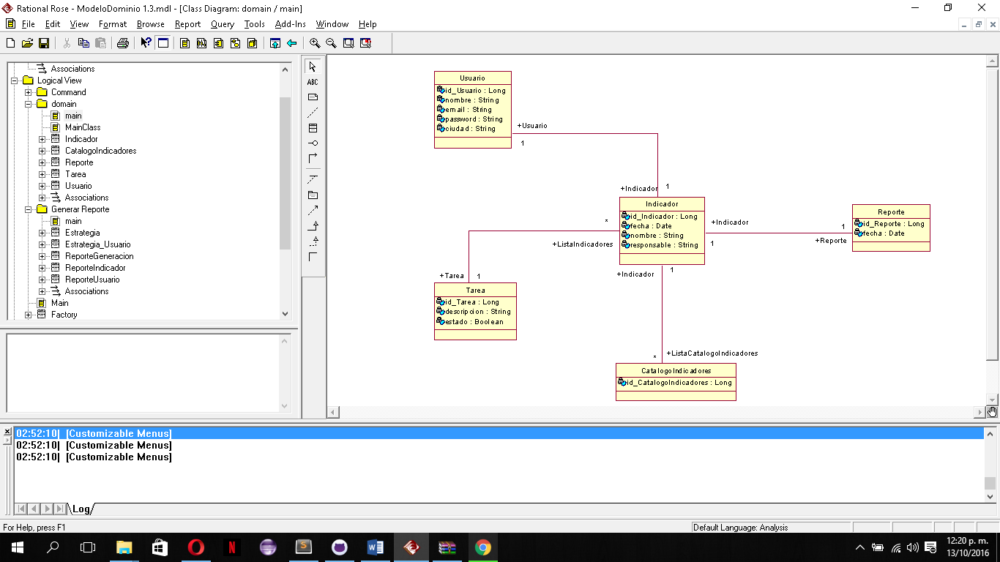 Rational Rose - ModeloDominio 1.3.mdl - [Class Diagram: domain / main]
File Edit View Format Browse Report Query Tools Add-Ins Window Help
Associations
Logical View
Command
domain
main
MainClass
Indicador
CatalogoIndicadores
Reporte
Tarea
Usuario
Associations
Generar Reporte
main
Estrategia
Estrategia_Usuario
ReporteGeneracion
ReporteIndicador
ReporteUsuario
Associations
Main
Factory
ABC
Usuario
id_Usuario : Long
nombre : String
email : String
password : String
ciudad : String
+Usuario
1
+Indicador
1
Indicador
id_Indicador : Long
fecha : Date
nombre : String
responsable : String
+Indicador
1
1
+Reporte
Reporte
id_Reporte : Long
fecha : Date
*
+ListaIndicadores
+Tarea
1
Tarea
id_Tarea : Long
descripcion : String
estado : Boolean
+Indicador
1
*
+ListaCatalogoIndicadores
CatalogoIndicadores
id_CatalogoIndicadores : Long
02:52:10| [Customizable Menus]
02:52:10| [Customizable Menus]
02:52:10| [Customizable Menus]
Log
For Help, press F1
Default Language: Analysis
12:20 p. m.
13/10/2016